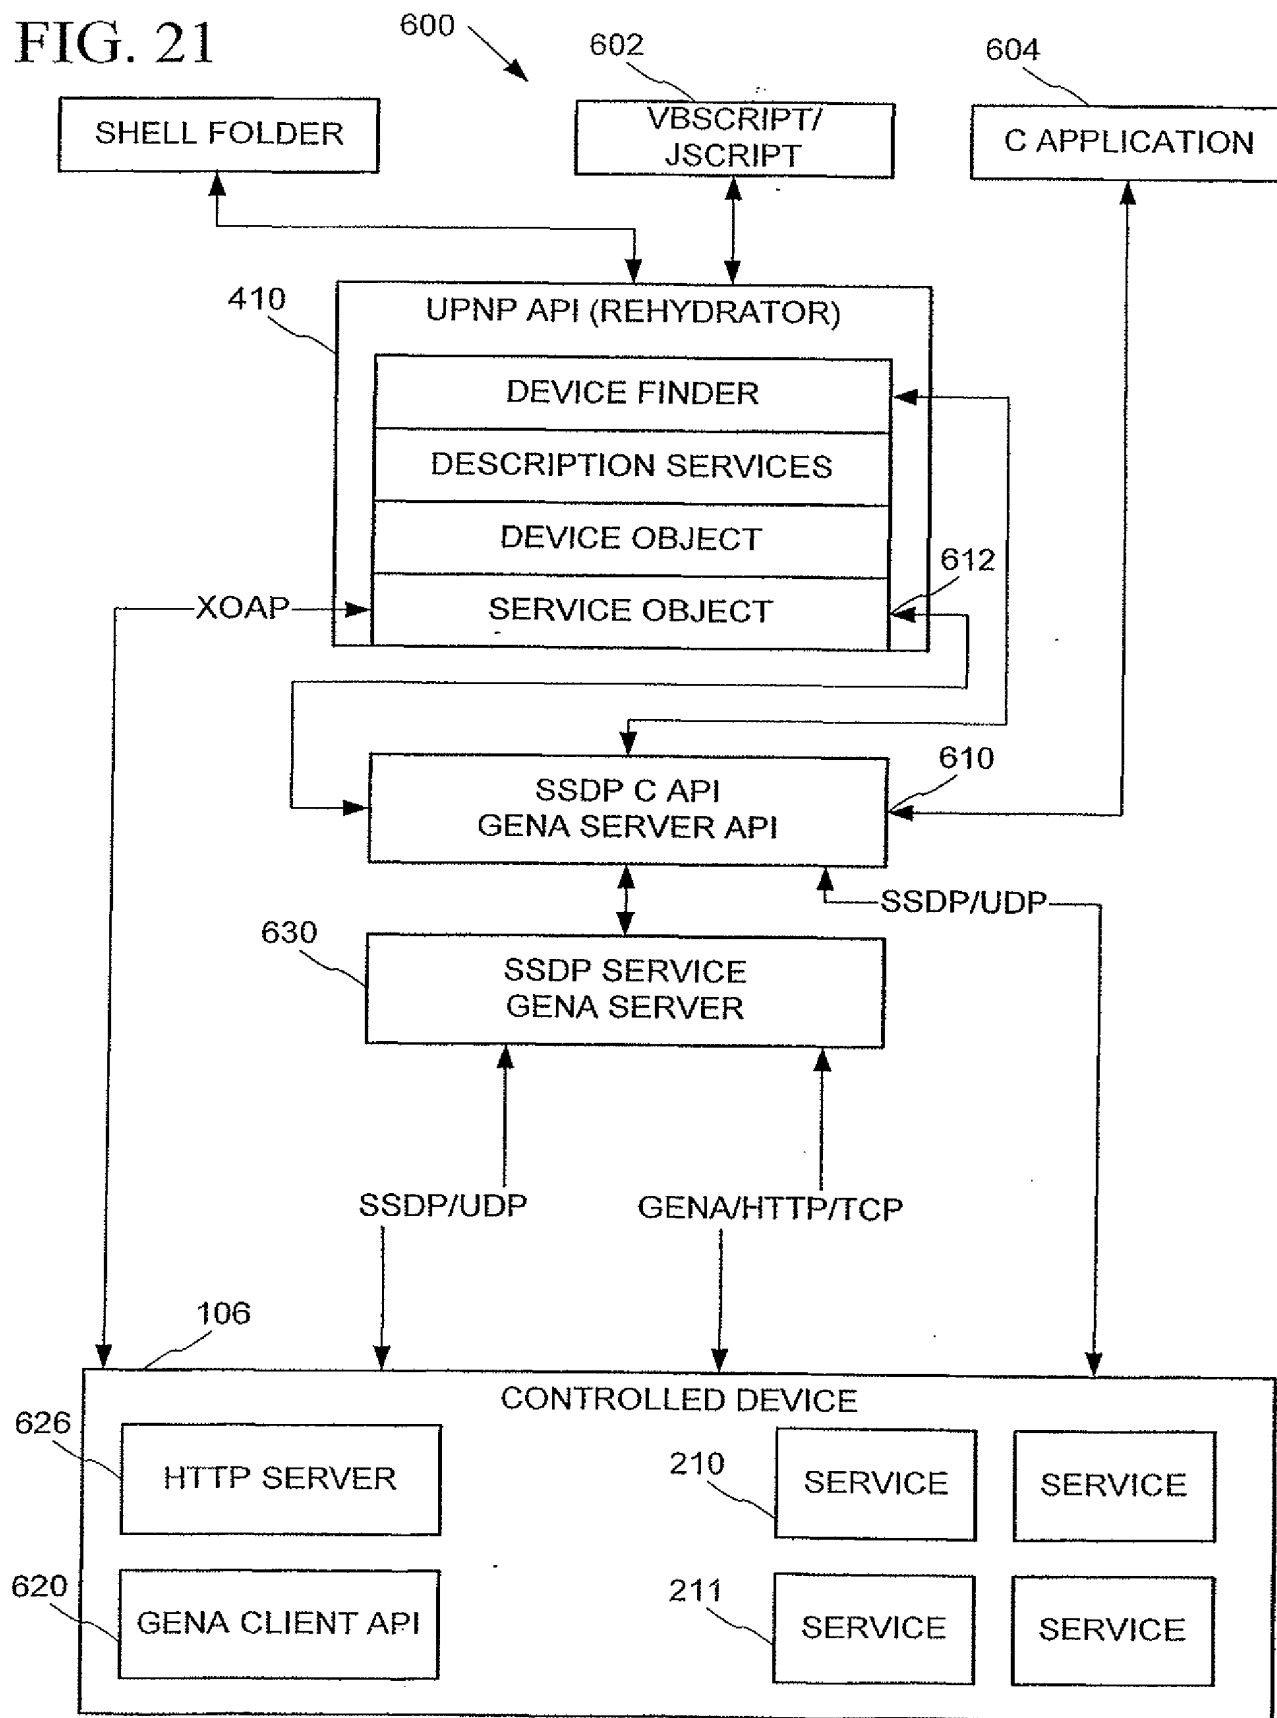 FIG. 21
600
602
604
SHELL FOLDER
VBSCRIPT/
JSCRIPT
C APPLICATION
410
UPNP API (REHYDRATOR)
DEVICE FINDER
DESCRIPTION SERVICES
DEVICE OBJECT
612
XOAP
SERVICE OBJECT
610
SSDP C API
GENA SERVER API
SSDP/UDP
630
SSDP SERVICE
GENA SERVER
SSDP/UDP
GENA/HTTP/TCP
106
CONTROLLED DEVICE
626
HTTP SERVER
210
SERVICE
SERVICE
620
GENA CLIENT API
211
SERVICE
SERVICE